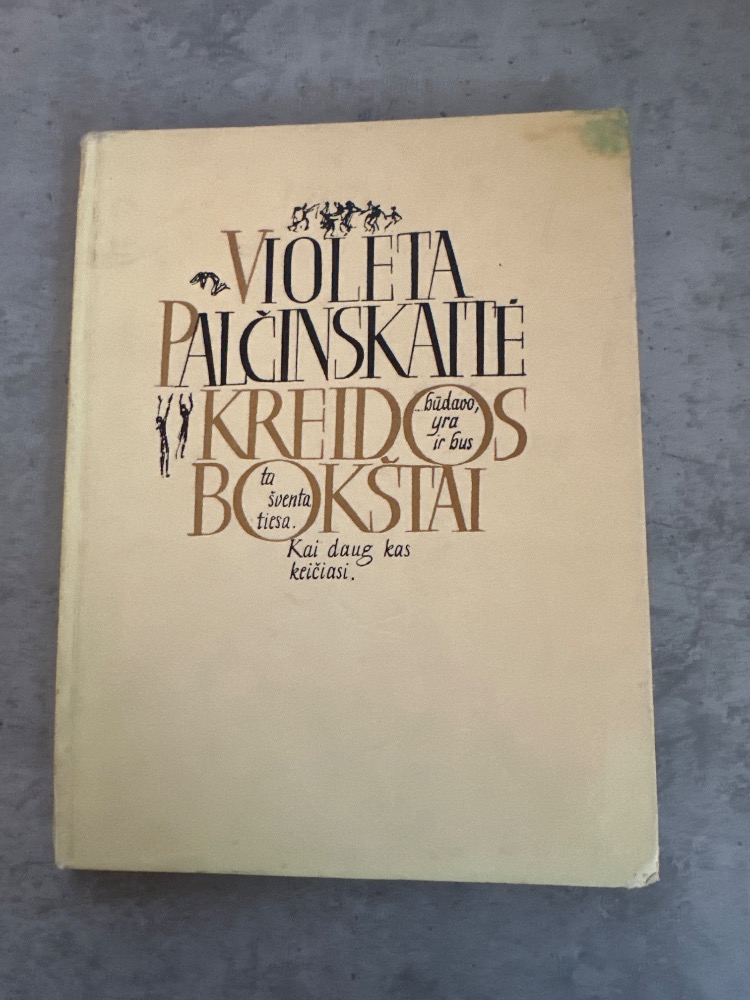 VIOLETA
PALČINSKAITĖ
KREIDOS
...būdavo,
yra
ir bus
BOKŠTAI
ta
šventa
tiesa.
Kai daug kas
keičiasi.